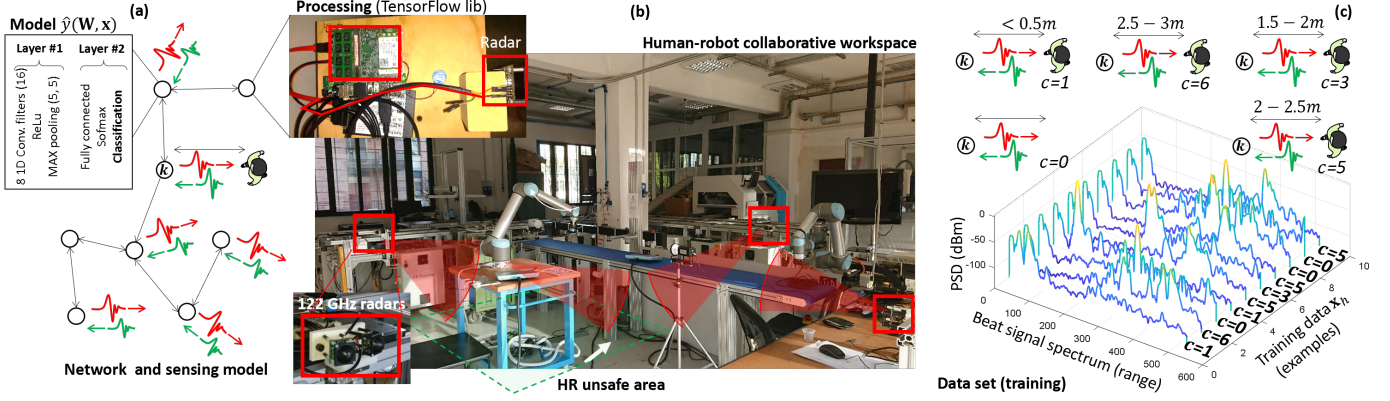 Model ŷ(W, x)
(a)
Layer #1
Layer #2
8 1D Conv. filters (16)
ReLu
MAX pooling (5, 5)
Fully connected
Sofmax
Classification
k
Network and sensing model
Processing (TensorFlow lib)
Radar
(b)
Human-robot collaborative workspace
122 GHz radars
HR unsafe area
(c)
< 0.5m
k
c=1
2.5 − 3m
k
c=6
1.5 − 2m
k
c=3
k
c=0
2 − 2.5m
k
c=5
PSD (dBm)
0
-50
-100
0
100
200
300
400
500
600
Beat signal spectrum (range)
0
2
4
6
8
10
Training data x_h
(examples)
c=1
c=6
c=0
c=1
c=5
c=3
c=5
c=0
c=0
c=5
Data set (training)